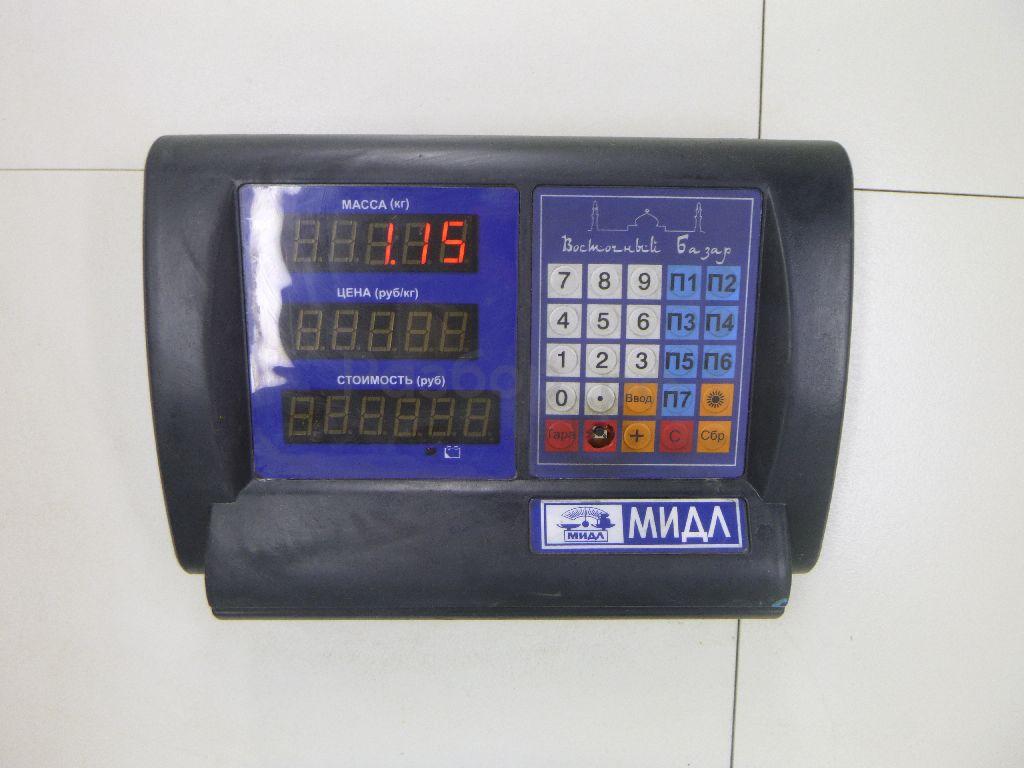 МАССА (кг)
1.15
ЦЕНА (руб/кг)
СТОИМОСТЬ (руб)
Восточный Базар
7 8 9 П1 П2
4 5 6 П3 П4
1 2 3 П5 П6
0 • Ввод П7
Тара + С Сбр
МИДЛ
МИДЛ